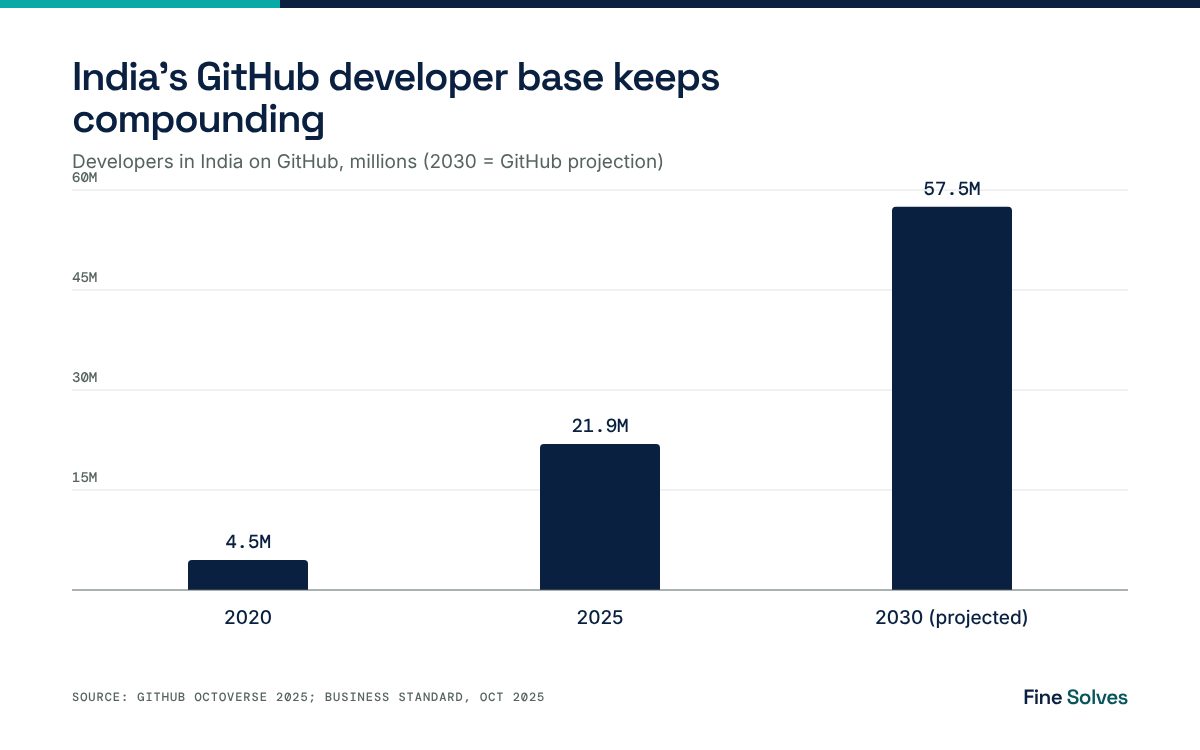 India’s GitHub developer base keeps
compounding
Developers in India on GitHub, millions (2030 = GitHub projection)
60M
57.5M
45M
30M
21.9M
15M
4.5M
2020
2025
2030 (projected)
SOURCE: GITHUB OCTOVERSE 2025; BUSINESS STANDARD, OCT 2025
Fine Solves